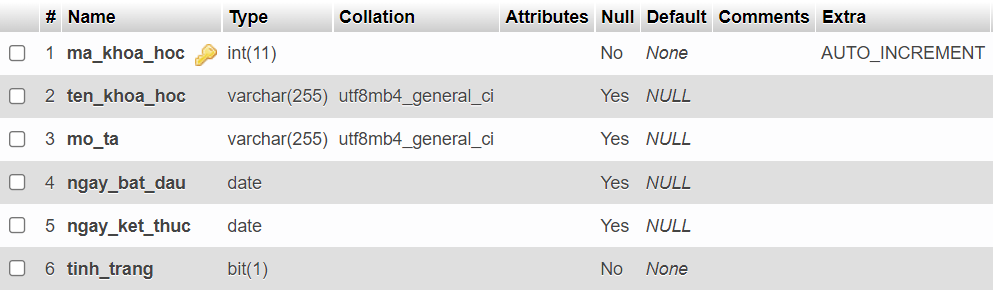 # Name Type Collation Attributes Null Default Comments Extra
1 ma_khoa_hoc int(11) No None AUTO_INCREMENT
2 ten_khoa_hoc varchar(255) utf8mb4_general_ci Yes NULL
3 mo_ta varchar(255) utf8mb4_general_ci Yes NULL
4 ngay_bat_dau date Yes NULL
5 ngay_ket_thuc date Yes NULL
6 tinh_trang bit(1) No None